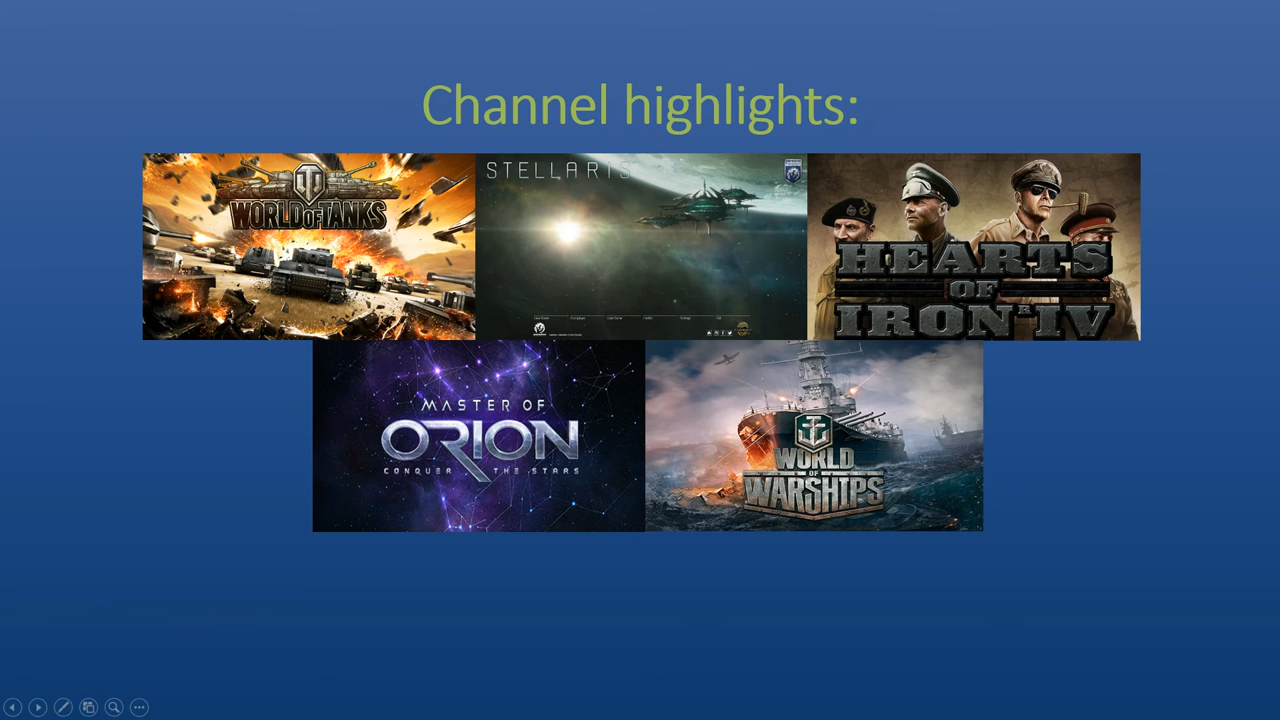 Channel highlights:
WORLD OF TANKS
STELLARIS
HEARTS
OF
IRON IV
MASTER OF
ORION
CONQUER THE STARS
WORLD
OF
WARSHIPS